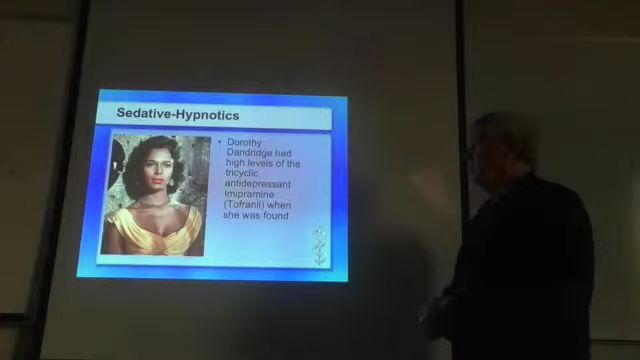 Sedative-Hypnotics
• Dorothy
Dandridge had
high levels of the
tricyclic
antidepressant
Imipramine
(Tofranil) when
she was found